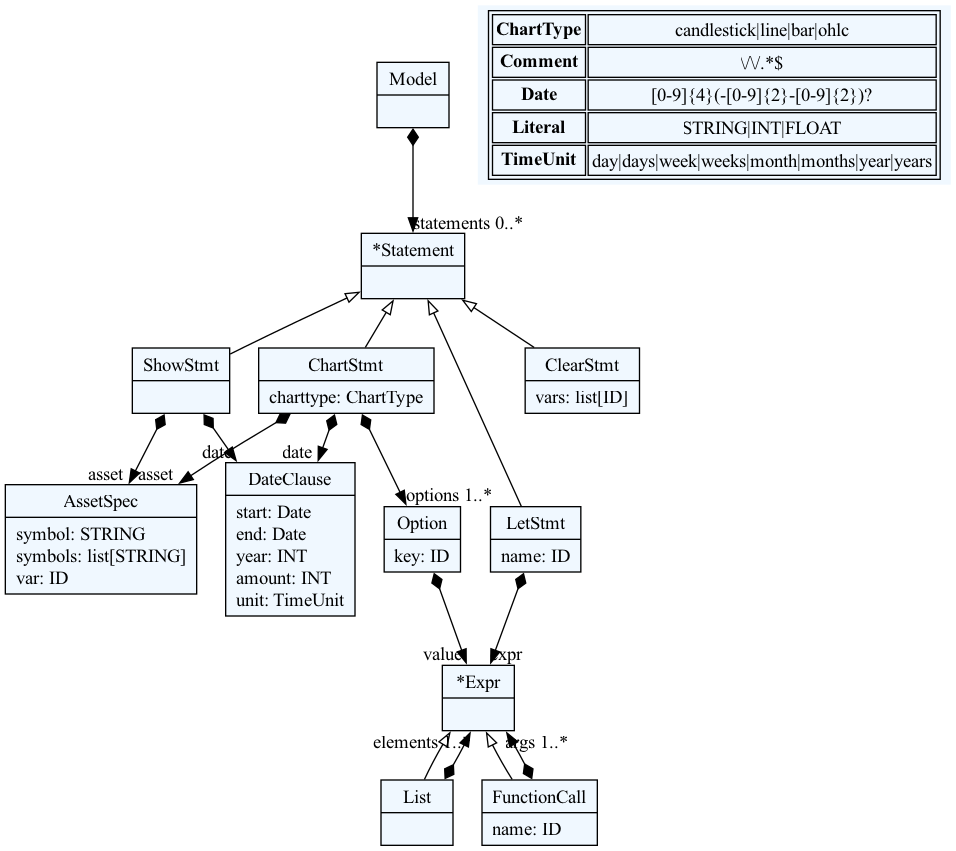 ChartType candlestick|line|bar|ohlc
Comment \/\/.*$
Date [0-9]{4}(-[0-9]{2}-[0-9]{2})?
Literal STRING|INT|FLOAT
TimeUnit day|days|week|weeks|month|months|year|years
Model
statements 0..*
*Statement
ShowStmt
ChartStmt
charttype: ChartType
ClearStmt
vars: list[ID]
asset
asset
date
date
options 1..*
AssetSpec
symbol: STRING
symbols: list[STRING]
var: ID
DateClause
start: Date
end: Date
year: INT
amount: INT
unit: TimeUnit
Option
key: ID
LetStmt
name: ID
value
expr
*Expr
elements 1..*
args 1..*
List
FunctionCall
name: ID